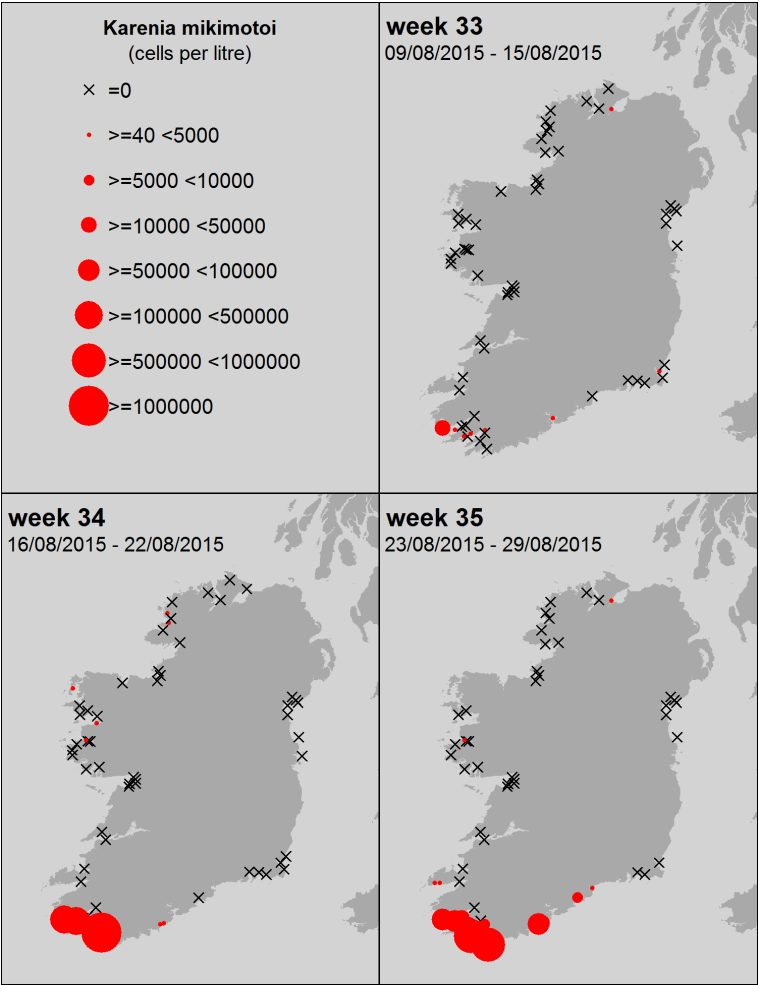 Karenia mikimotoi
(cells per litre)
=0
>=40 <5000
>=5000 <10000
>=10000 <50000
>=50000 <100000
>=100000 <500000
>=500000 <1000000
>=1000000
week 33
09/08/2015 - 15/08/2015
week 34
16/08/2015 - 22/08/2015
week 35
23/08/2015 - 29/08/2015